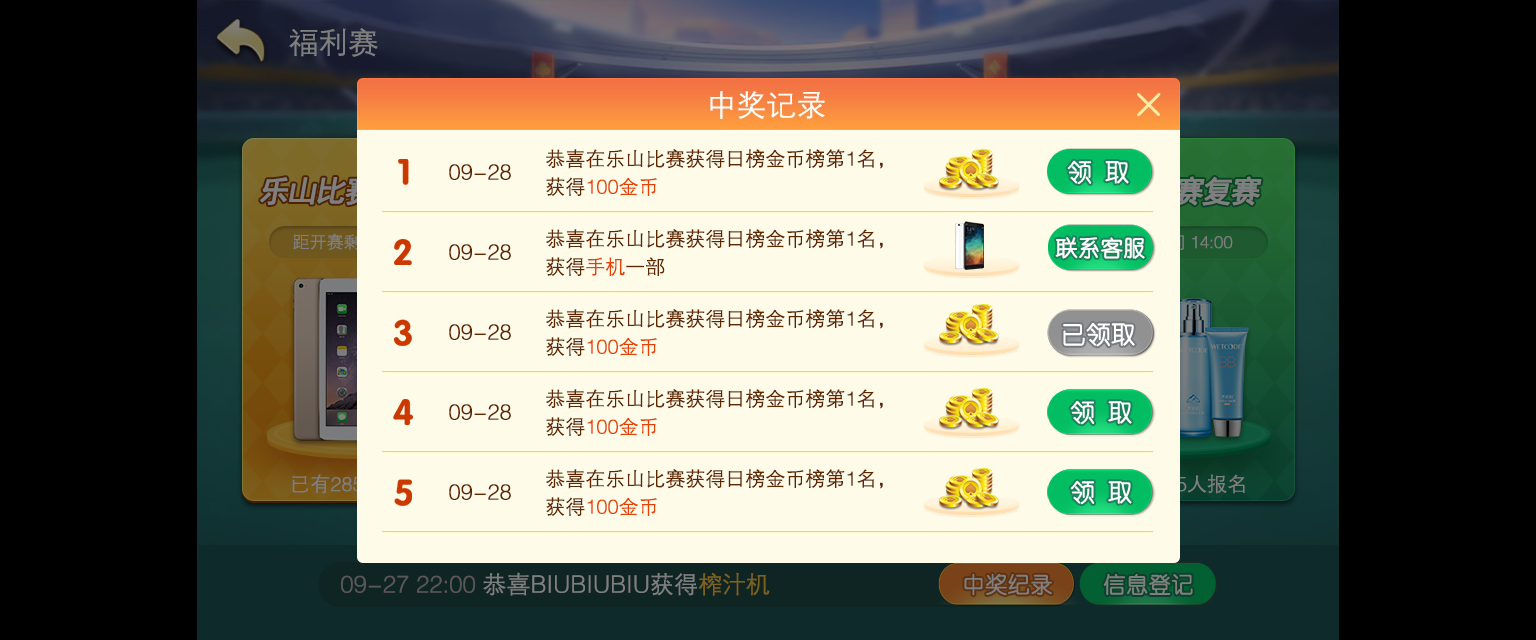 福利赛
中奖记录
1
09-28
恭喜在乐山比赛获得日榜金币榜第1名，
获得100金币
领 取
2
09-28
恭喜在乐山比赛获得日榜金币榜第1名，
获得手机一部
联系客服
3
09-28
恭喜在乐山比赛获得日榜金币榜第1名，
获得100金币
已领取
4
09-28
恭喜在乐山比赛获得日榜金币榜第1名，
获得100金币
领 取
5
09-28
恭喜在乐山比赛获得日榜金币榜第1名，
获得100金币
领 取
乐山比赛
距开赛剩
已有285
赛复赛
14:00
5人报名
09-27 22:00 恭喜BIUBIUBIU获得榨汁机
中奖纪录
信息登记